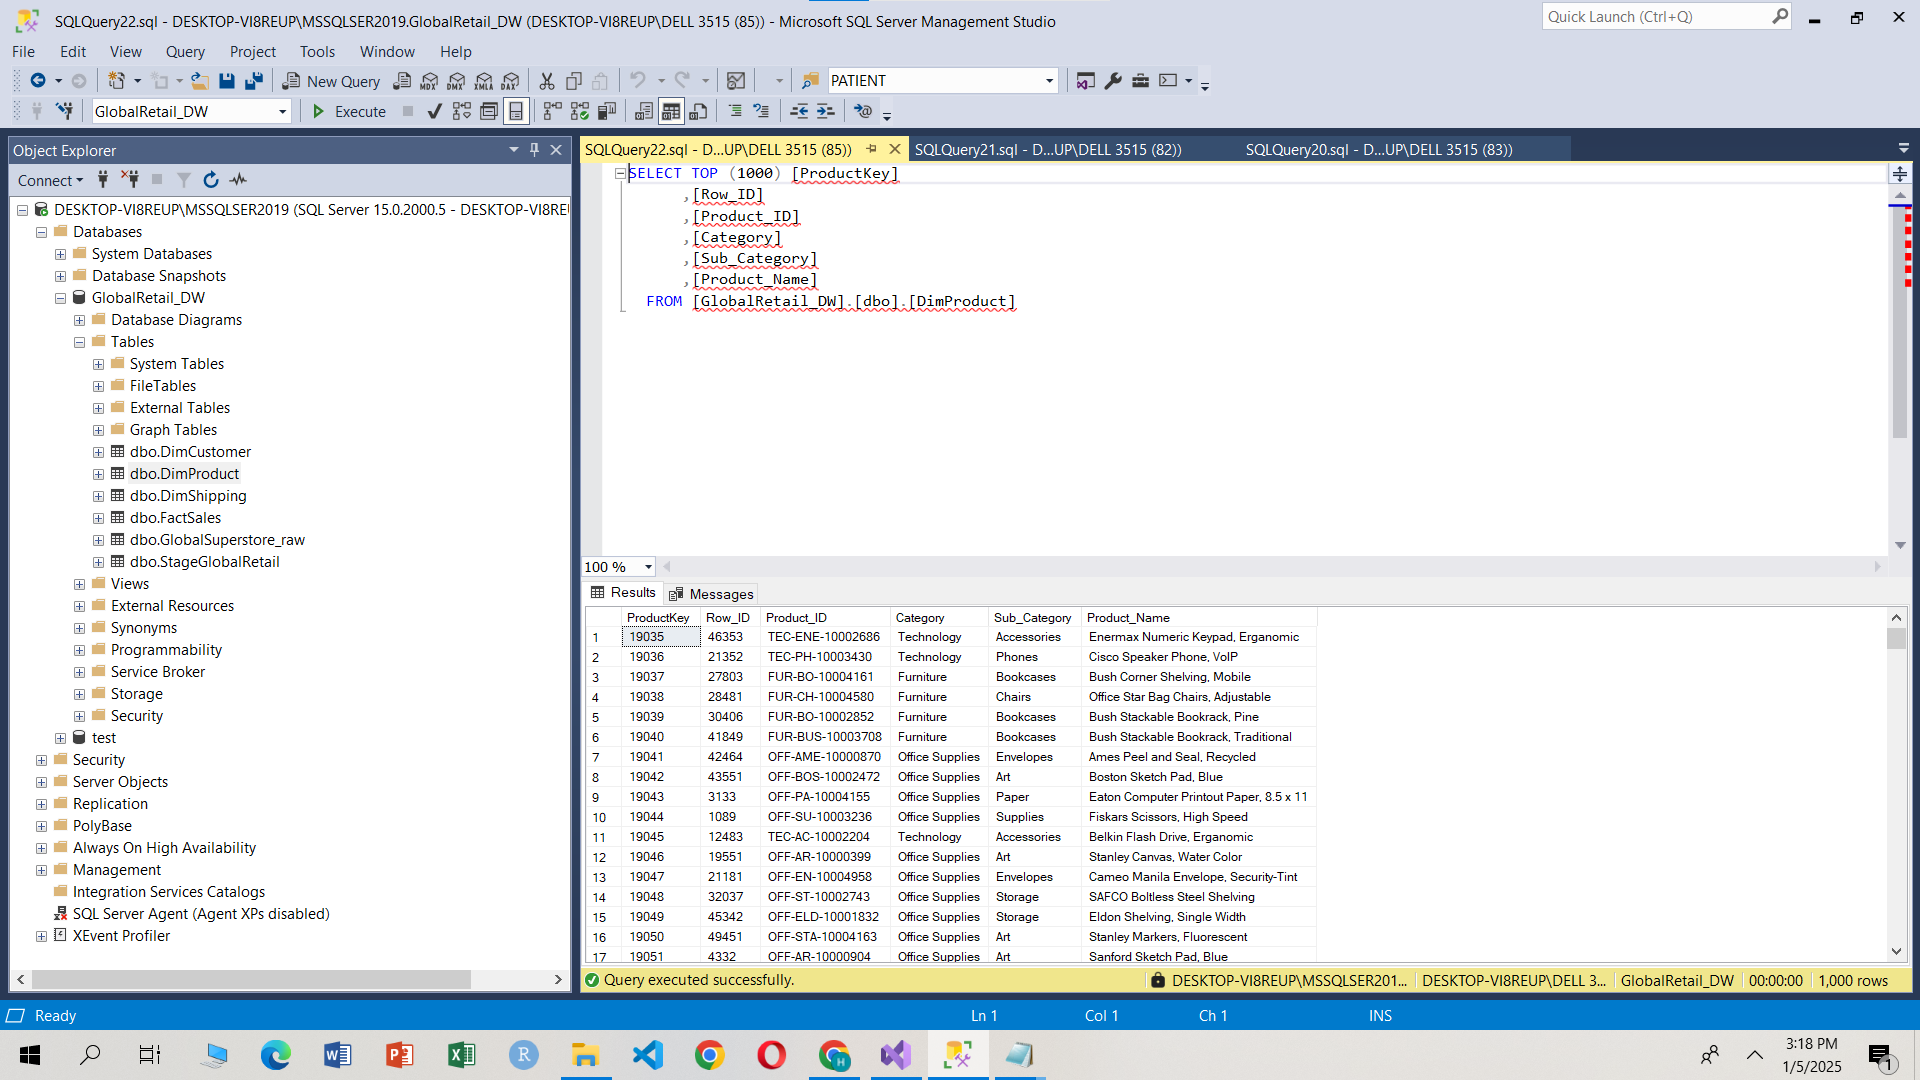 SQLQuery22.sql - DESKTOP-VI8REUP\MSSQLSER2019.GlobalRetail_DW (DESKTOP-VI8REUP\DELL 3515 (85)) - Microsoft SQL Server Management Studio
Quick Launch (Ctrl+Q)
File Edit View Query Project Tools Window Help
New Query MDX DMX XMLA DAX PATIENT
GlobalRetail_DW Execute
Object Explorer
Connect
DESKTOP-VI8REUP\MSSQLSER2019 (SQL Server 15.0.2000.5 - DESKTOP-VI8RE
Databases
System Databases
Database Snapshots
GlobalRetail_DW
Database Diagrams
Tables
System Tables
FileTables
External Tables
Graph Tables
dbo.DimCustomer
dbo.DimProduct
dbo.DimShipping
dbo.FactSales
dbo.GlobalSuperstore_raw
dbo.StageGlobalRetail
Views
External Resources
Synonyms
Programmability
Service Broker
Storage
Security
test
Security
Server Objects
Replication
PolyBase
Always On High Availability
Management
Integration Services Catalogs
SQL Server Agent (Agent XPs disabled)
XEvent Profiler
SQLQuery22.sql - D...UP\DELL 3515 (85)) SQLQuery21.sql - D...UP\DELL 3515 (82)) SQLQuery20.sql - D...UP\DELL 3515 (83))
SELECT TOP (1000) [ProductKey]
,[Row_ID]
,[Product_ID]
,[Category]
,[Sub_Category]
,[Product_Name]
FROM [GlobalRetail_DW].[dbo].[DimProduct]
100 %
Results Messages
ProductKey Row_ID Product_ID Category Sub_Category Product_Name
1 19035 46353 TEC-ENE-10002686 Technology Accessories Enermax Numeric Keypad, Erganomic
2 19036 21352 TEC-PH-10003430 Technology Phones Cisco Speaker Phone, VoIP
3 19037 27803 FUR-BO-10004161 Furniture Bookcases Bush Corner Shelving, Mobile
4 19038 28481 FUR-CH-10004580 Furniture Chairs Office Star Bag Chairs, Adjustable
5 19039 30406 FUR-BO-10002852 Furniture Bookcases Bush Stackable Bookrack, Pine
6 19040 41849 FUR-BUS-10003708 Furniture Bookcases Bush Stackable Bookrack, Traditional
7 19041 42464 OFF-AME-10000870 Office Supplies Envelopes Ames Peel and Seal, Recycled
8 19042 43551 OFF-BOS-10002472 Office Supplies Art Boston Sketch Pad, Blue
9 19043 3133 OFF-PA-10004155 Office Supplies Paper Eaton Computer Printout Paper, 8.5 x 11
10 19044 1089 OFF-SU-10003236 Office Supplies Supplies Fiskars Scissors, High Speed
11 19045 12483 TEC-AC-10002204 Technology Accessories Belkin Flash Drive, Erganomic
12 19046 19551 OFF-AR-10000399 Office Supplies Art Stanley Canvas, Water Color
13 19047 21181 OFF-EN-10004958 Office Supplies Envelopes Cameo Manila Envelope, Security-Tint
14 19048 32037 OFF-ST-10002743 Office Supplies Storage SAFCO Boltless Steel Shelving
15 19049 45342 OFF-ELD-10001832 Office Supplies Storage Eldon Shelving, Single Width
16 19050 49451 OFF-STA-10004163 Office Supplies Art Stanley Markers, Fluorescent
17 19051 4332 OFF-AR-10000904 Office Supplies Art Sanford Sketch Pad, Blue
Query executed successfully. DESKTOP-VI8REUP\MSSQLSER201... DESKTOP-VI8REUP\DELL 3... GlobalRetail_DW 00:00:00 1,000 rows
Ready Ln 1 Col 1 Ch 1 INS
3:18 PM
1/5/2025
1